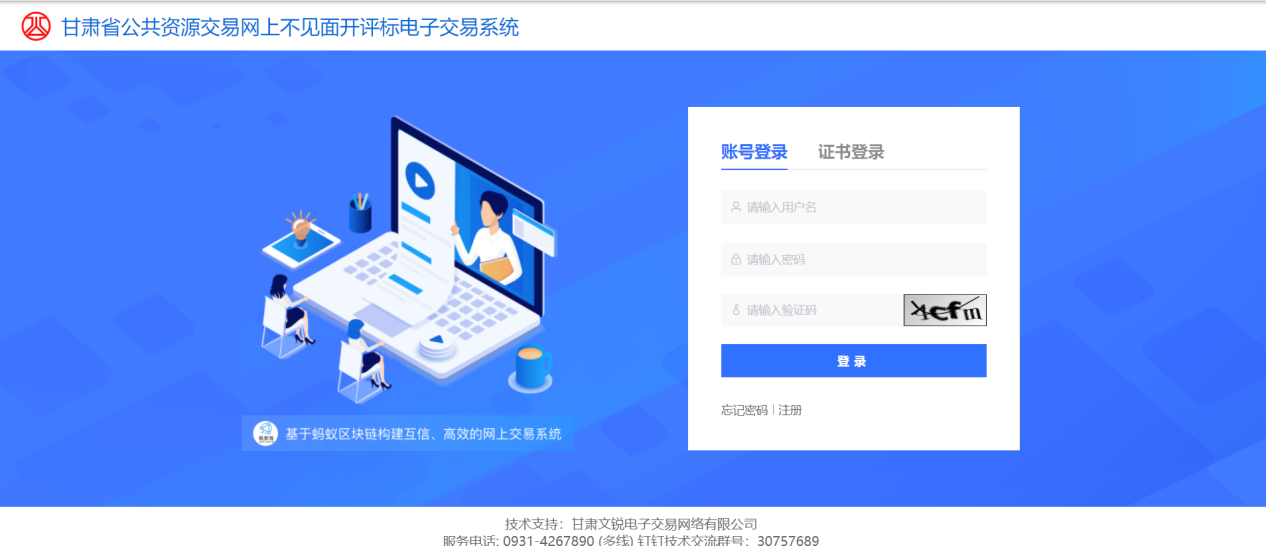 甘肃省公共资源交易网上不见面开评标电子交易系统
账号登录 证书登录
请输入用户名
请输入密码
请输入验证码
登 录
忘记密码 | 注册
基于蚂蚁区块链构建互信、高效的网上交易系统
技术支持：甘肃文锐电子交易网络有限公司
服务电话: 0931-4267890 (多线) 钉钉技术交流群号：30757689